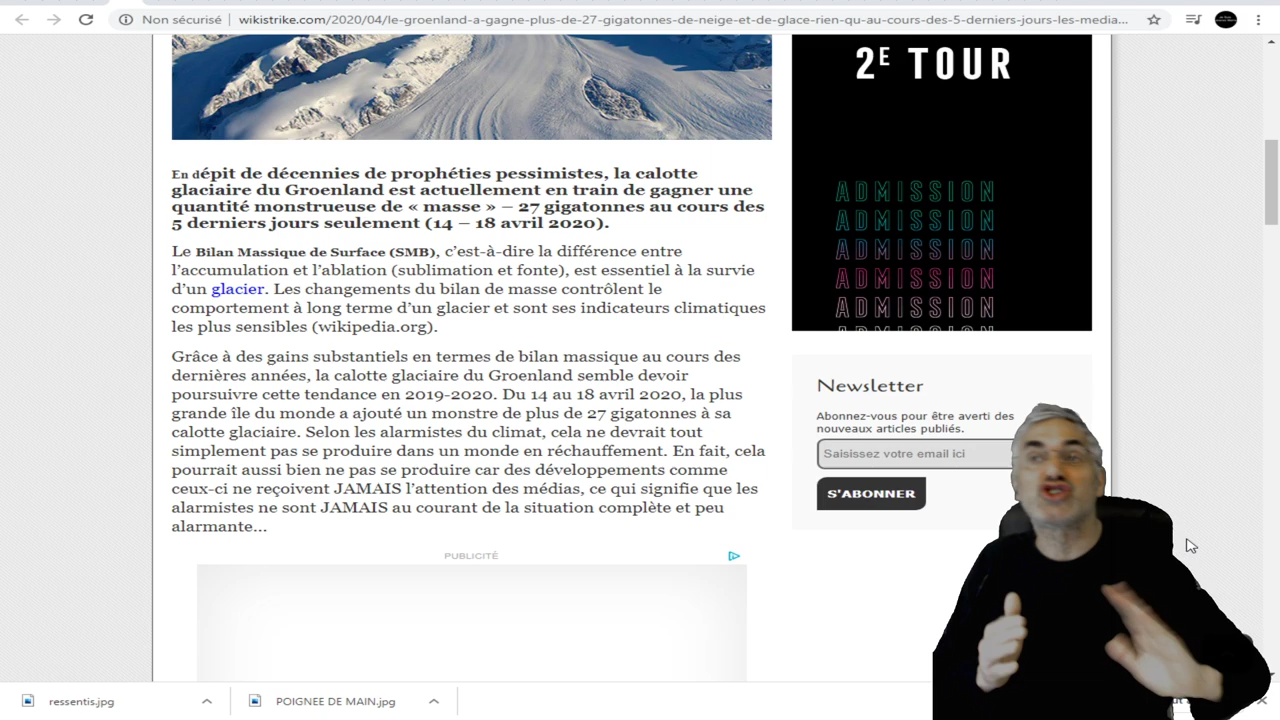 Non sécurisé
wikistrike.com/2020/04/le-groenland-a-gagne-plus-de-27-gigatonnes-de-neige-et-de-glace-rien-qu-au-cours-des-5-derniers-jours-les-media...
2E TOUR
ADMISSION
ADMISSION
ADMISSION
ADMISSION
ADMISSION
En dépit de décennies de prophéties pessimistes, la calotte
glaciaire du Groenland est actuellement en train de gagner une
quantité monstrueuse de « masse » – 27 gigatonnes au cours des
5 derniers jours seulement (14 – 18 avril 2020).
Le Bilan Massique de Surface (SMB), c’est-à-dire la différence entre
l’accumulation et l’ablation (sublimation et fonte), est essentiel à la survie
d’un glacier. Les changements du bilan de masse contrôlent le
comportement à long terme d’un glacier et sont ses indicateurs climatiques
les plus sensibles (wikipedia.org).
Grâce à des gains substantiels en termes de bilan massique au cours des
dernières années, la calotte glaciaire du Groenland semble devoir
poursuivre cette tendance en 2019-2020. Du 14 au 18 avril 2020, la plus
grande île du monde a ajouté un monstre de plus de 27 gigatonnes à sa
calotte glaciaire. Selon les alarmistes du climat, cela ne devrait tout
simplement pas se produire dans un monde en réchauffement. En fait, cela
pourrait aussi bien ne pas se produire car des développements comme
ceux-ci ne reçoivent JAMAIS l’attention des médias, ce qui signifie que les
alarmistes ne sont JAMAIS au courant de la situation complète et peu
alarmante…
PUBLICITÉ
Newsletter
Abonnez-vous pour être averti des
nouveaux articles publiés.
Saisissez votre email ici
S'ABONNER
ressentis.jpg
POIGNEE DE MAIN.jpg